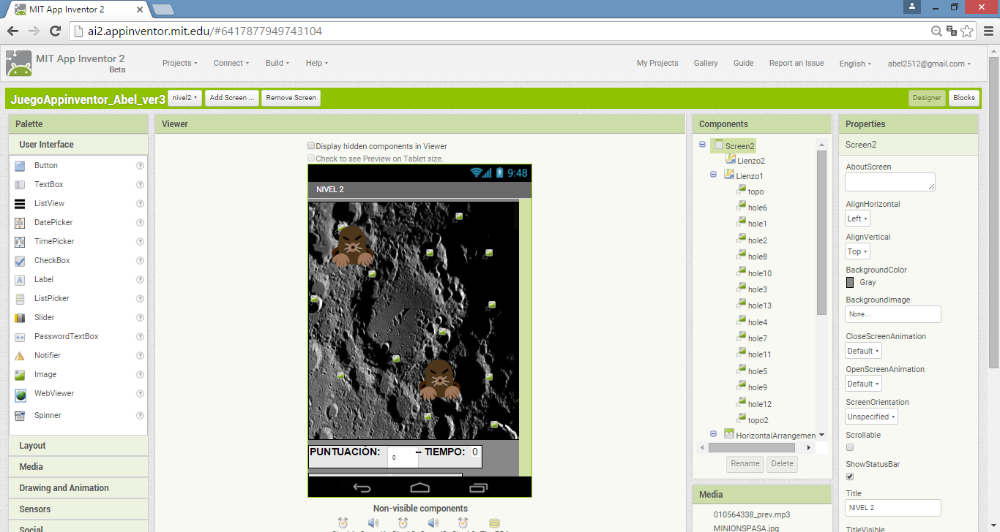 MIT App Inventor 2
ai2.appinventor.mit.edu/#6417877949743104
MIT App Inventor 2
Beta
Projects
Connect
Build
Help
My Projects
Gallery
Guide
Report an Issue
English
abel2512@gmail.com
JuegoAppinventor_Abel_ver3
nivel2
Add Screen ...
Remove Screen
Designer
Blocks
Palette
User Interface
Button
TextBox
ListView
DatePicker
TimePicker
CheckBox
Label
ListPicker
Slider
PasswordTextBox
Notifier
Image
WebViewer
Spinner
Layout
Media
Drawing and Animation
Sensors
Social
Viewer
Display hidden components in Viewer
Check to see Preview on Tablet size.
9:48
NIVEL 2
PUNTUACIÓN:
0
-- TIEMPO:
0
Non-visible components
Components
Screen2
Lienzo2
Lienzo1
topo
hole6
hole1
hole2
hole8
hole10
hole3
hole13
hole4
hole7
hole11
hole5
hole9
hole12
topo2
HorizontalArrangemen
Rename
Delete
Media
010564338_prev.mp3
MINIONSPASA.jpg
Properties
Screen2
AboutScreen
AlignHorizontal
Left
AlignVertical
Top
BackgroundColor
Gray
BackgroundImage
None...
CloseScreenAnimation
Default
OpenScreenAnimation
Default
ScreenOrientation
Unspecified
Scrollable
ShowStatusBar
Title
NIVEL 2
TitleVisible